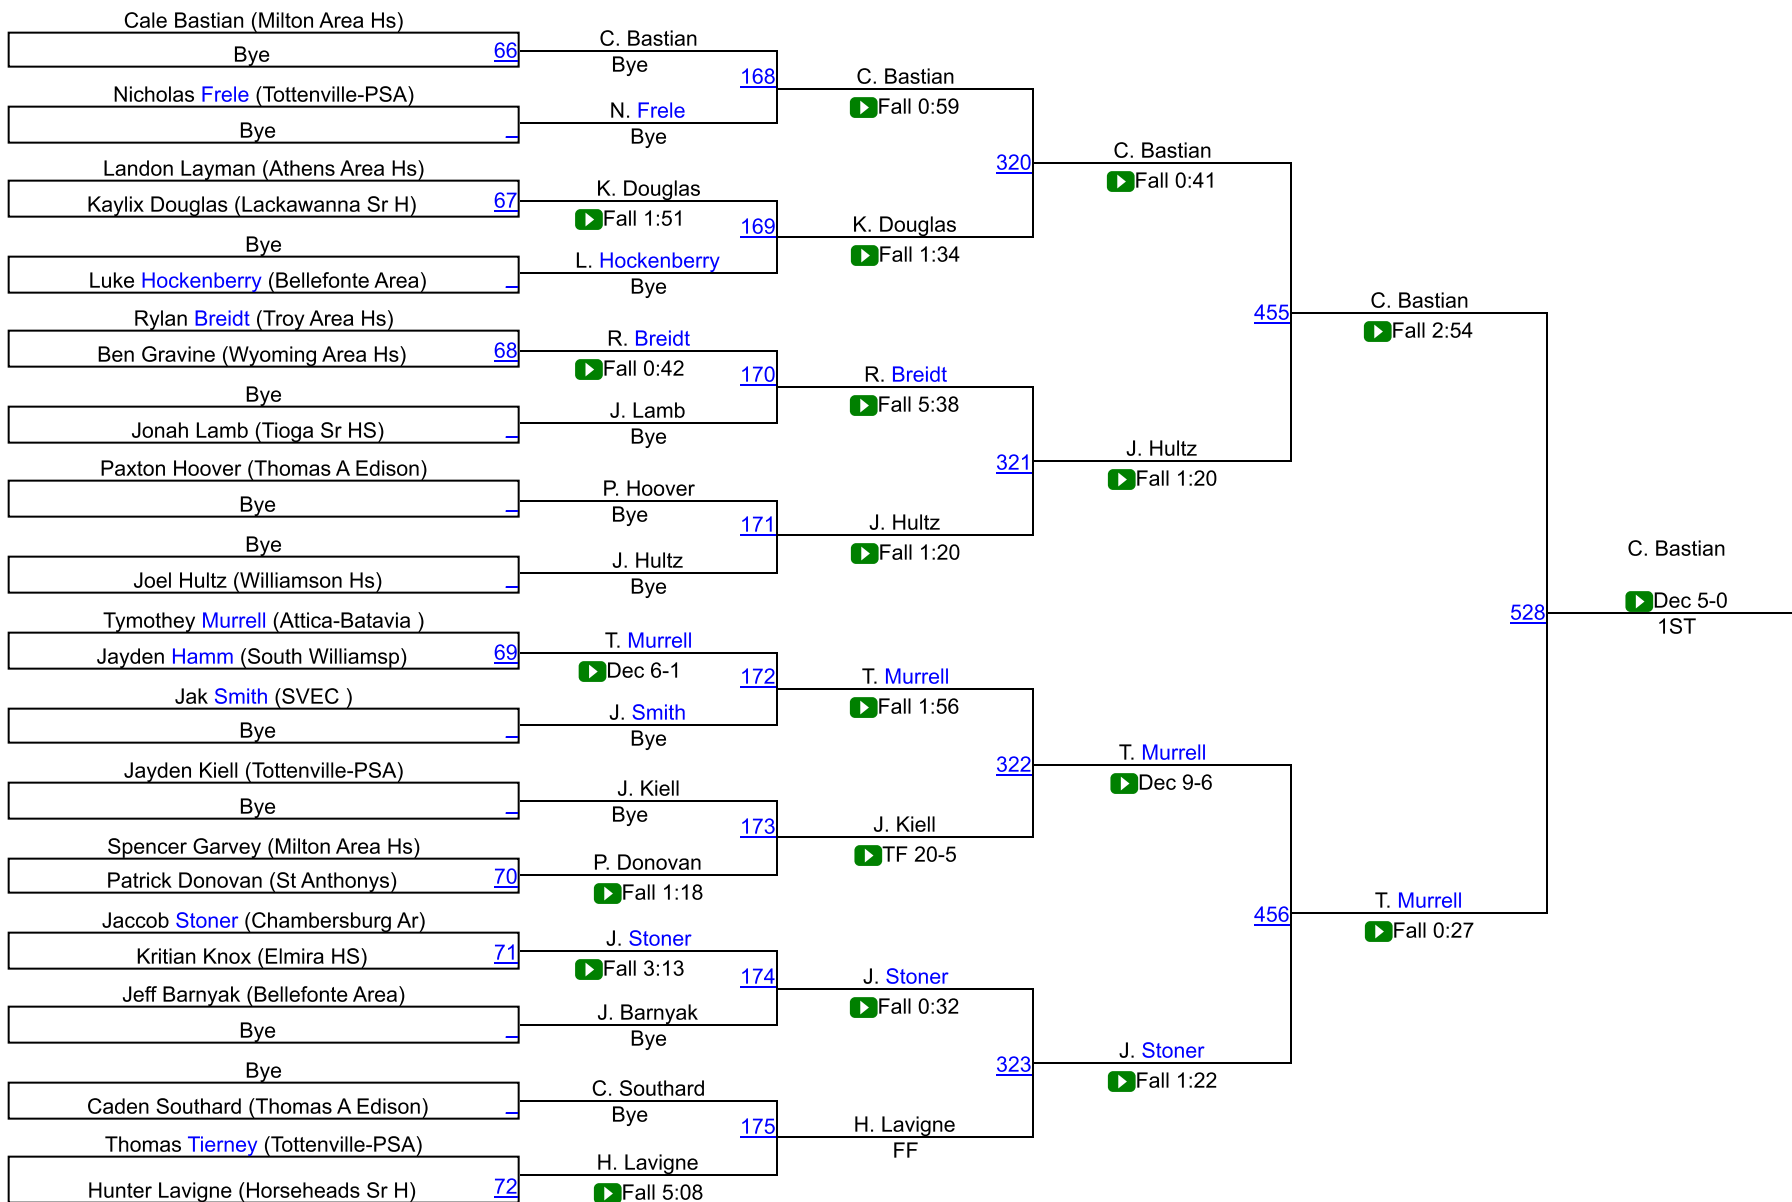 Cale Bastian (Milton Area Hs)
Bye
66
Nicholas Frele (Tottenville-PSA)
Bye
Landon Layman (Athens Area Hs)
Kaylix Douglas (Lackawanna Sr H)
67
Bye
Luke Hockenberry (Bellefonte Area)
Rylan Breidt (Troy Area Hs)
Ben Gravine (Wyoming Area Hs)
68
Bye
Jonah Lamb (Tioga Sr HS)
Paxton Hoover (Thomas A Edison)
Bye
Bye
Joel Hultz (Williamson Hs)
Tymothey Murrell (Attica-Batavia )
Jayden Hamm (South Williamsp)
69
Jak Smith (SVEC )
Bye
Jayden Kiell (Tottenville-PSA)
Bye
Spencer Garvey (Milton Area Hs)
Patrick Donovan (St Anthonys)
70
Jaccob Stoner (Chambersburg Ar)
Kritian Knox (Elmira HS)
71
Jeff Barnyak (Bellefonte Area)
Bye
Bye
Caden Southard (Thomas A Edison)
Thomas Tierney (Tottenville-PSA)
Hunter Lavigne (Horseheads Sr H)
72
C. Bastian
Bye
168
N. Frele
Bye
K. Douglas
Fall 1:51
169
L. Hockenberry
Bye
R. Breidt
Fall 0:42
170
J. Lamb
Bye
P. Hoover
Bye
171
J. Hultz
Bye
T. Murrell
Dec 6-1
172
J. Smith
Bye
J. Kiell
Bye
173
P. Donovan
Fall 1:18
J. Stoner
Fall 3:13
174
J. Barnyak
Bye
C. Southard
Bye
175
H. Lavigne
Fall 5:08
C. Bastian
Fall 0:59
320
K. Douglas
Fall 1:34
R. Breidt
Fall 5:38
321
J. Hultz
Fall 1:20
T. Murrell
Fall 1:56
322
J. Kiell
TF 20-5
J. Stoner
Fall 0:32
323
H. Lavigne
FF
C. Bastian
Fall 0:41
455
J. Hultz
Fall 1:20
T. Murrell
Dec 9-6
456
J. Stoner
Fall 1:22
C. Bastian
Fall 2:54
528
T. Murrell
Fall 0:27
C. Bastian
Dec 5-0
1ST